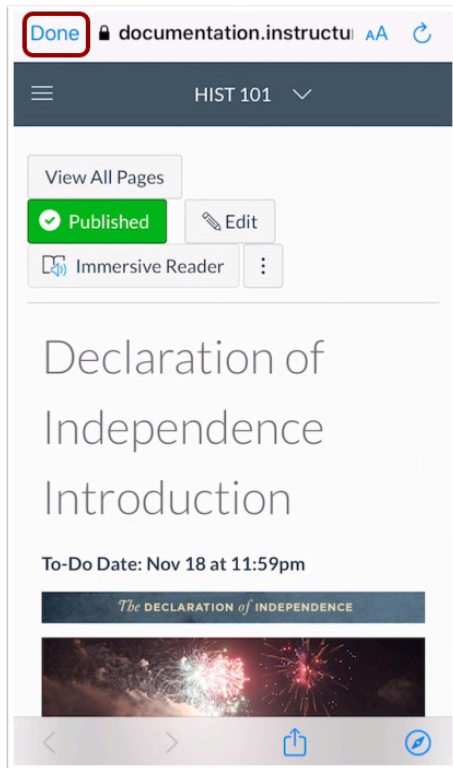 Done documentation.instructu AA
HIST 101
View All Pages
Published Edit
Immersive Reader
Declaration of
Independence
Introduction
To-Do Date: Nov 18 at 11:59pm
The DECLARATION of INDEPENDENCE